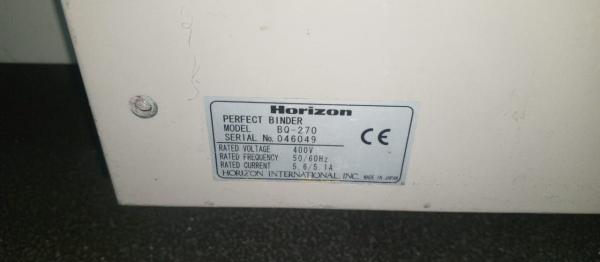 Horizon
PERFECT BINDER
MODEL BQ-270
SERIAL No. 046049
CE
RATED VOLTAGE 400V
RATED FREQUENCY 50/60Hz
RATED CURRENT 5.6/5.1A
HORIZON INTERNATIONAL INC. MADE IN JAPAN